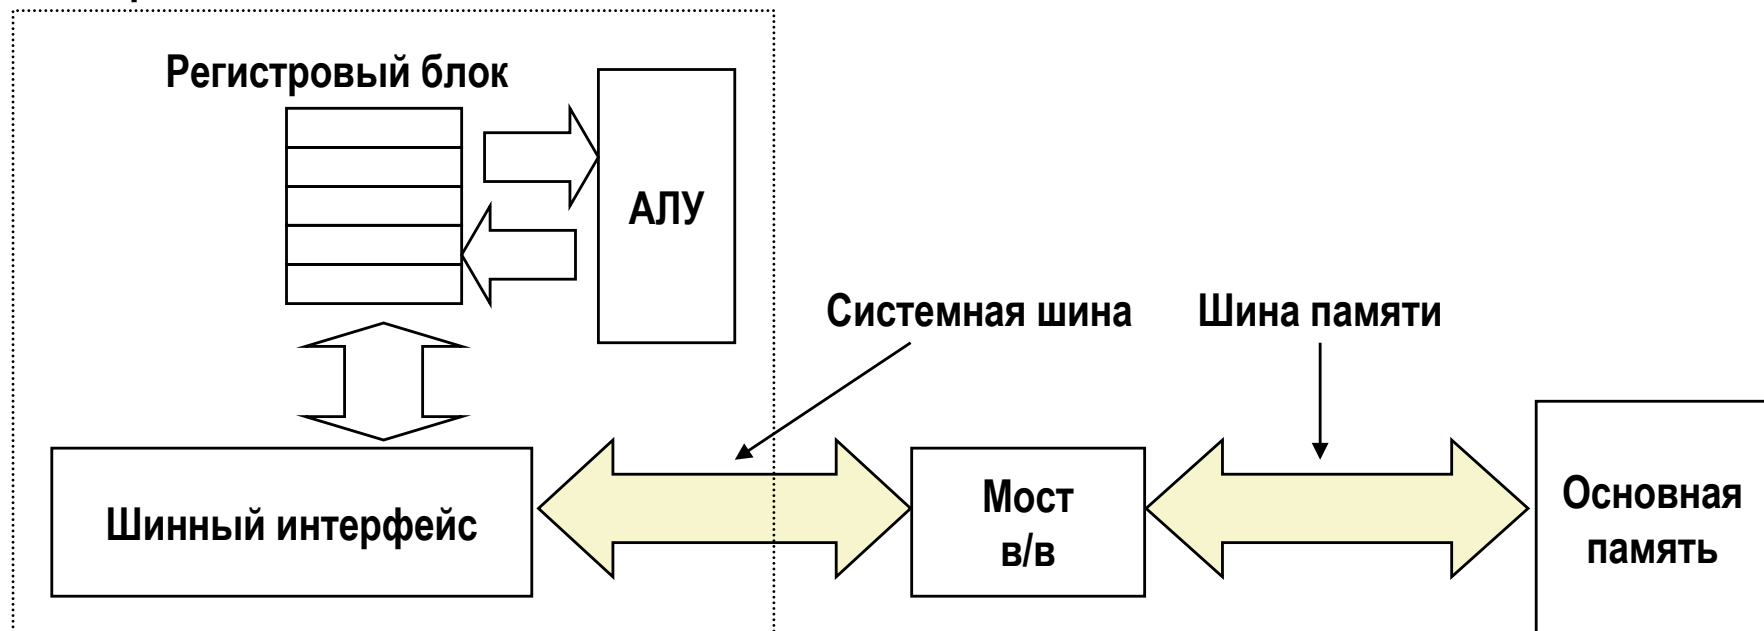 Регистровый блок
АЛУ
Системная шина
Шина памяти
Шинный интерфейс
Мост
в/в
Основная
память